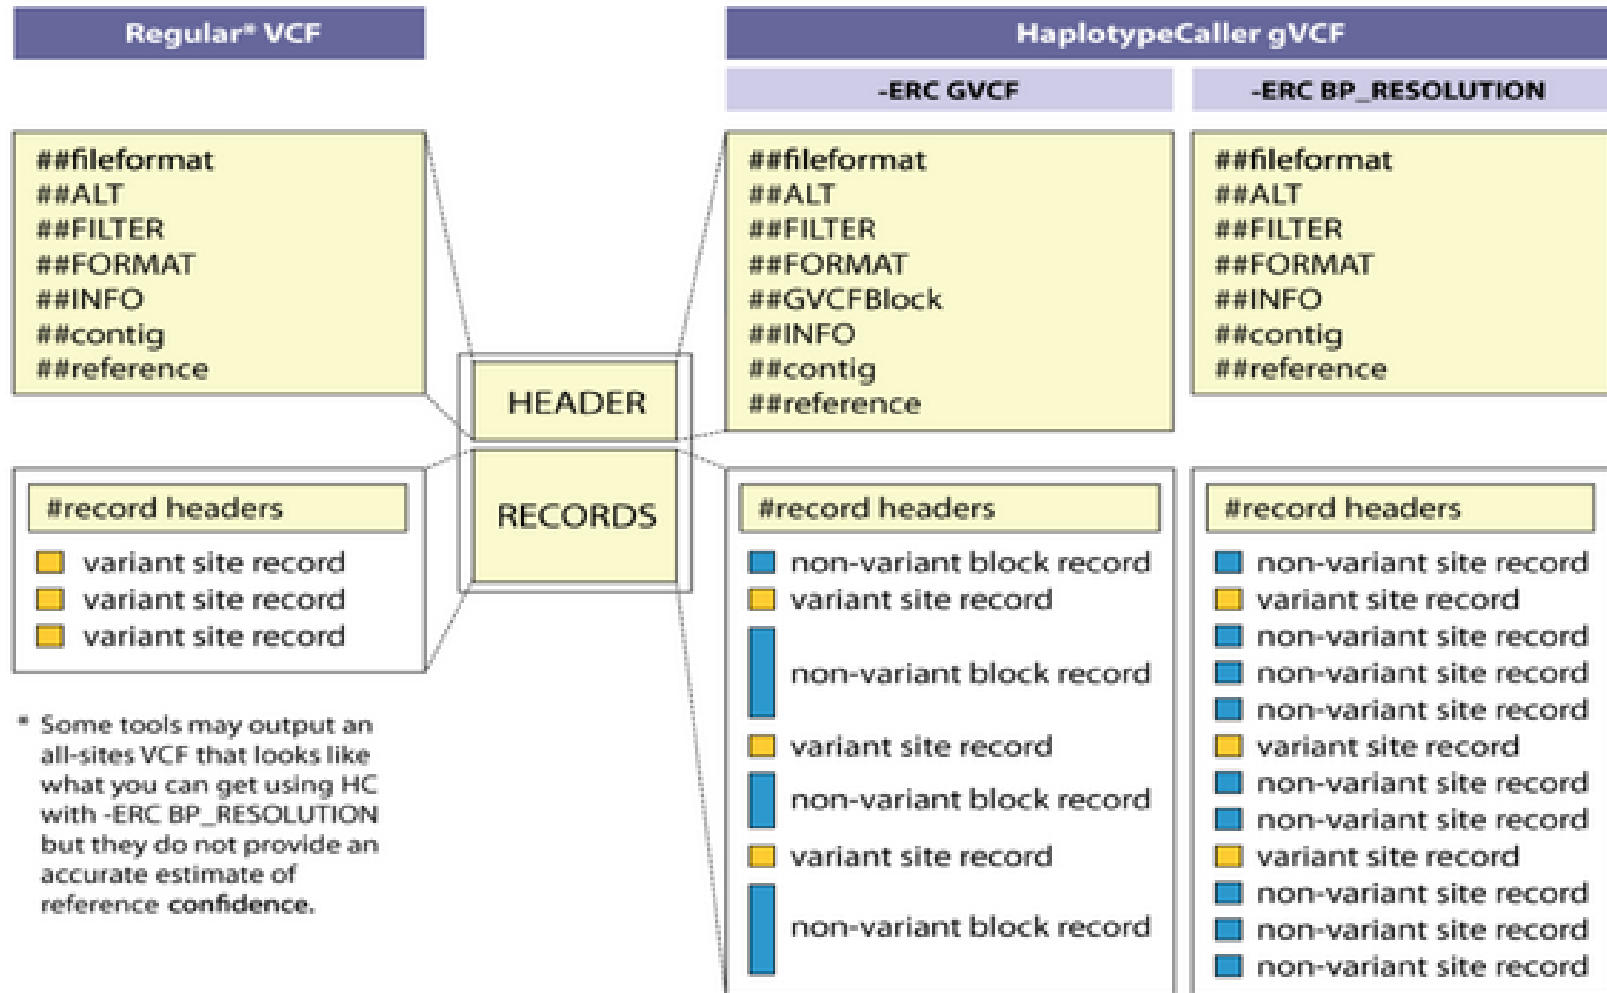 Regular* VCF
##fileformat
##ALT
##FILTER
##FORMAT
##INFO
##contig
##reference
#record headers
variant site record
variant site record
variant site record
* Some tools may output an
all-sites VCF that looks like
what you can get using HC
with -ERC BP_RESOLUTION
but they do not provide an
accurate estimate of
reference confidence.
HEADER
RECORDS
HaplotypeCaller gVCF
-ERC GVCF
##fileformat
##ALT
##FILTER
##FORMAT
##GVCFBlock
##INFO
##contig
##reference
#record headers
non-variant block record
variant site record
non-variant block record
variant site record
non-variant block record
variant site record
non-variant block record
-ERC BP_RESOLUTION
##fileformat
##ALT
##FILTER
##FORMAT
##INFO
##contig
##reference
#record headers
non-variant site record
variant site record
non-variant site record
non-variant site record
non-variant site record
variant site record
non-variant site record
non-variant site record
variant site record
non-variant site record
non-variant site record
non-variant site record